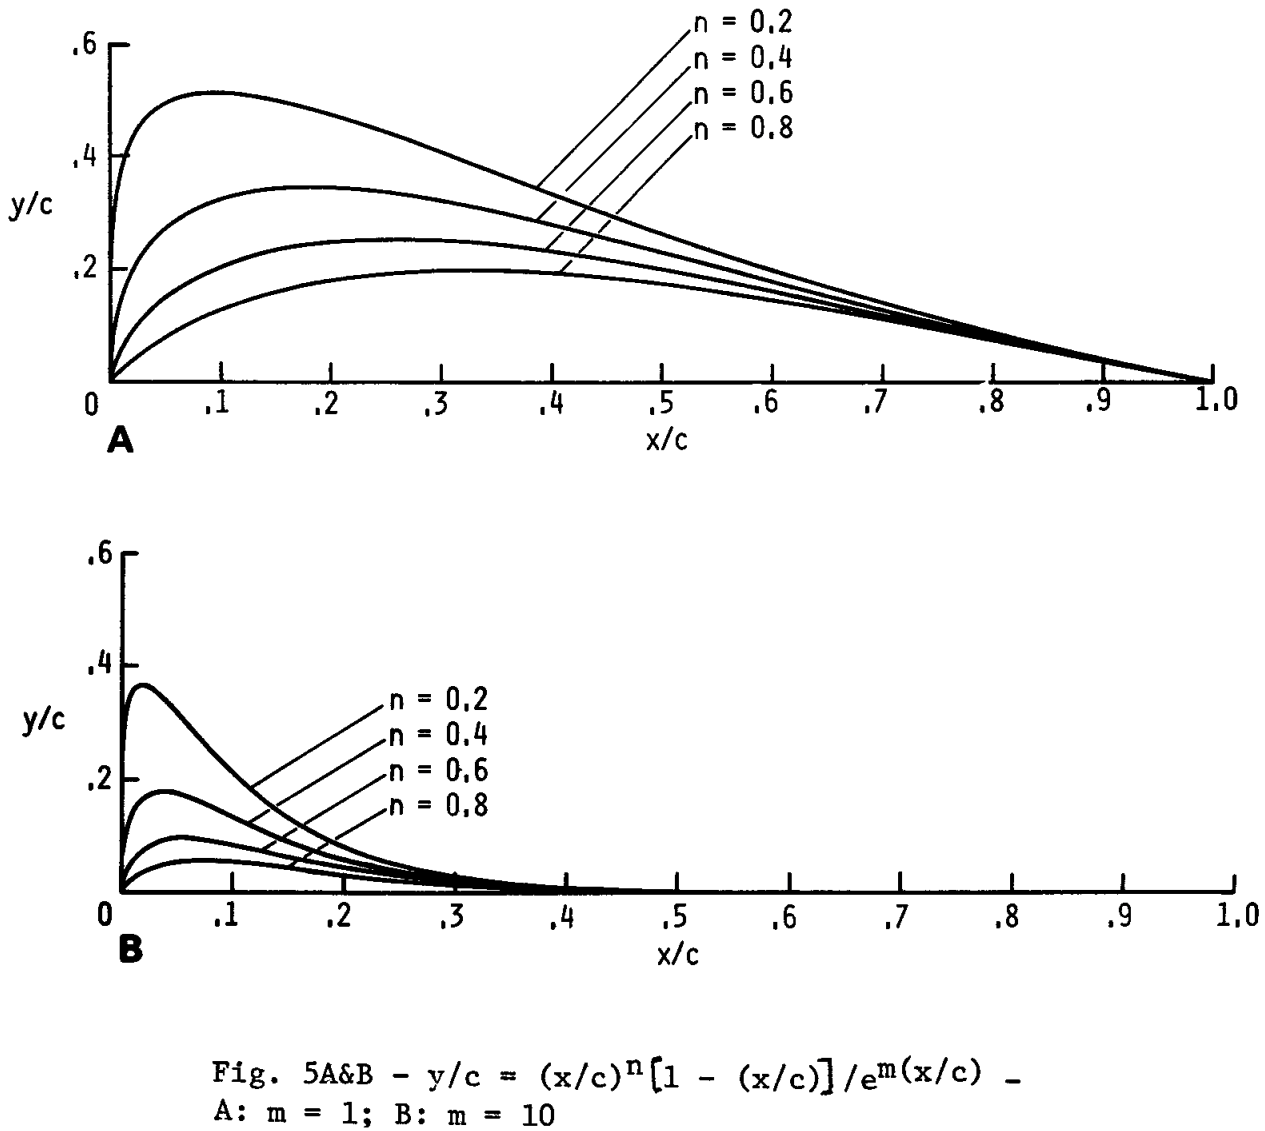 n = 0.2
n = 0.4
n = 0.6
n = 0.8
.6
.4
y/c
.2
0
0 .1 .2 .3 .4 .5 .6 .7 .8 .9 1.0
A
x/c
.6
.4
y/c
.2
n = 0.2
n = 0.4
n = 0.6
n = 0.8
0
0 .1 .2 .3 .4 .5 .6 .7 .8 .9 1.0
B
x/c
Fig. 5A&B - y/c = (x/c)^n[1 - (x/c)]/e^m(x/c) -
A: m = 1; B: m = 10